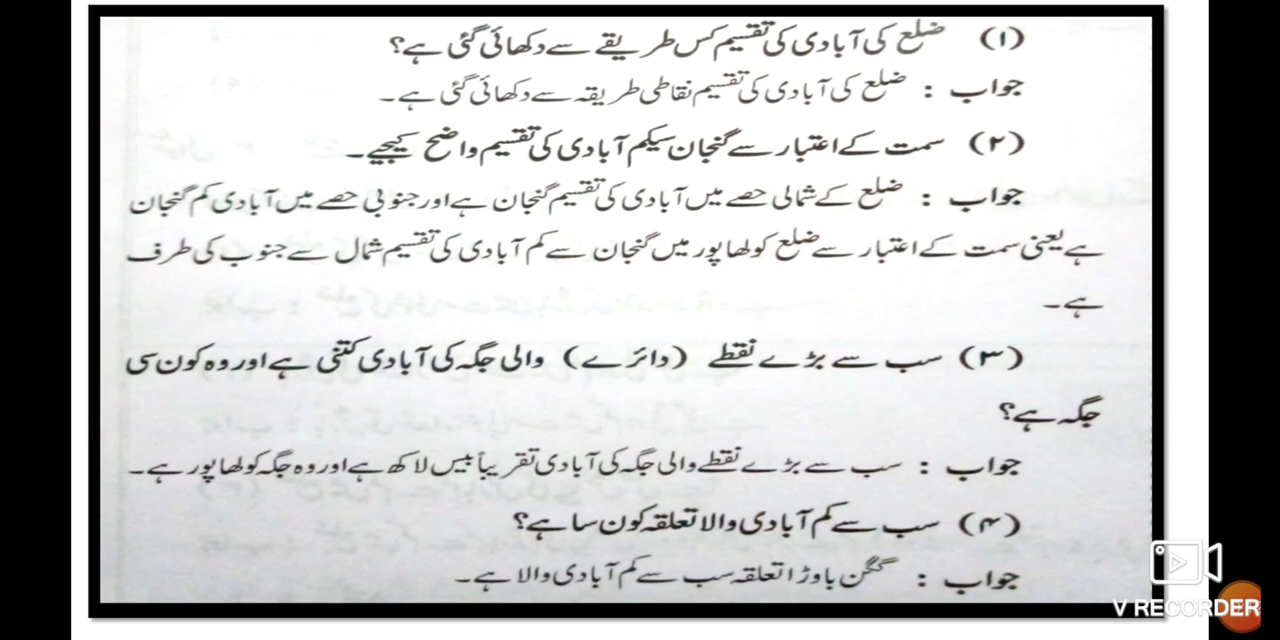 (۱) ضلع کی آبادی کی تقسیم کس طریقے سے دکھائی گئی ہے؟
جواب : ضلع کی آبادی کی تقسیم نقاطی طریقہ سے دکھائی گئی ہے۔
(۲) سمت کے اعتبار سے گنجان سیکم آبادی کی تقسیم واضح کیجیے۔
جواب : ضلع کے شمالی حصے میں آبادی کی تقسیم گنجان ہے اور جنوبی حصے میں آبادی کم گنجان
ہے یعنی سمت کے اعتبار سے ضلع کولھاپور میں گنجان سے کم آبادی کی تقسیم شمال سے جنوب کی طرف
ہے۔
(۳) سب سے بڑے نقطے (دائرے) والی جگہ کی آبادی کتنی ہے اور وہ کون سی
جگہ ہے؟
جواب : سب سے بڑے نقطے والی جگہ کی آبادی تقریباً بیس لاکھ ہے اور وہ جگہ کولھاپور ہے۔
(۴) سب سے کم آبادی والا تعلقہ کون سا ہے؟
جواب : گگن باوڑا تعلقہ سب سے کم آبادی والا ہے۔
V RECORDER